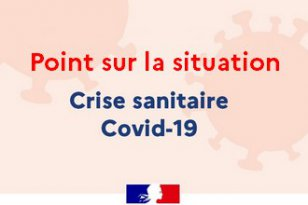 Point sur la situation
Crise sanitaire
Covid-19